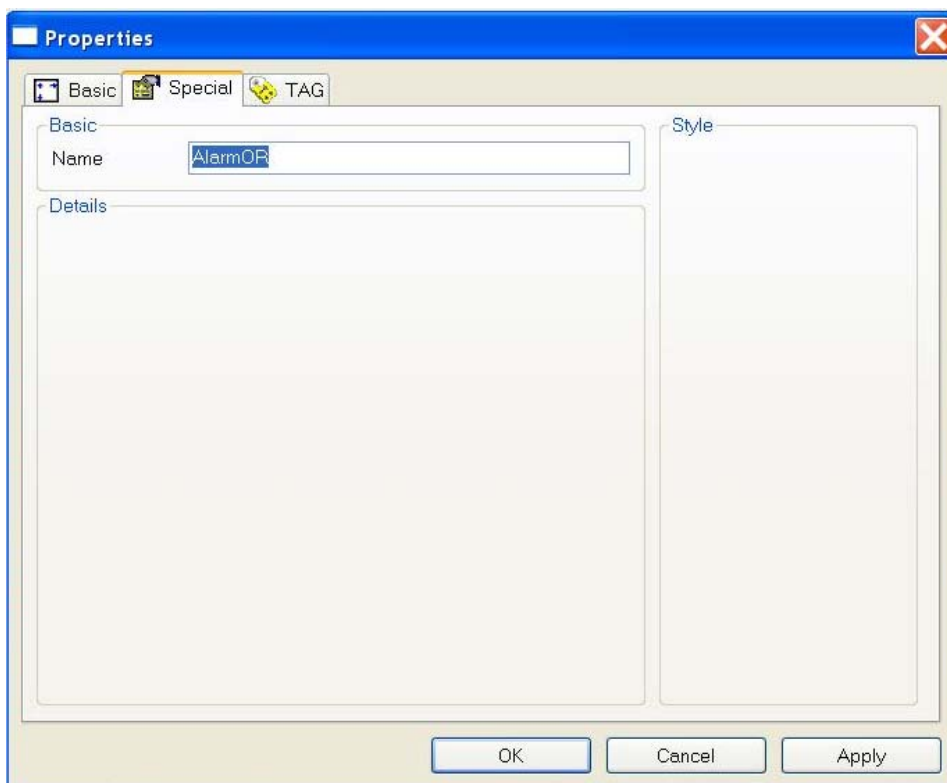 Properties
Basic Special TAG
Basic
Name AlarmOR
Details
Style
OK Cancel Apply